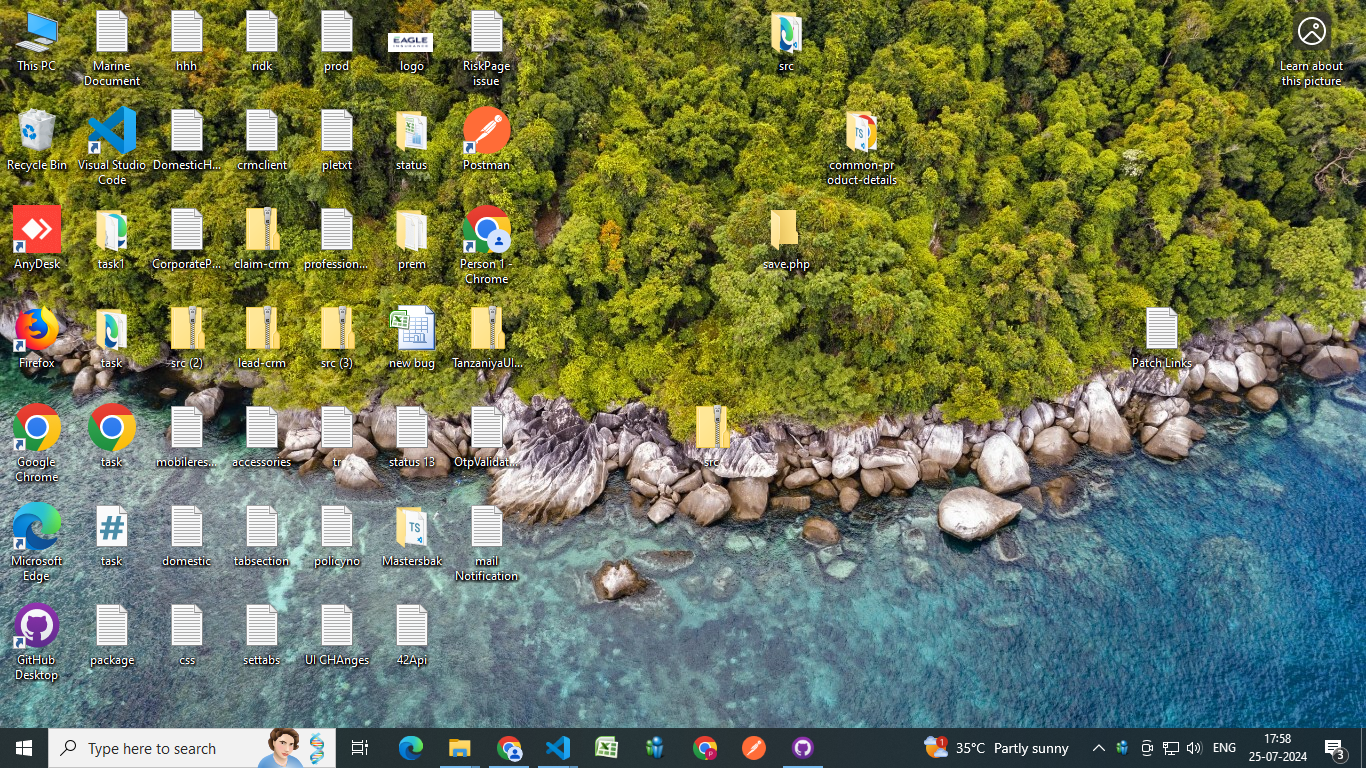 This PC
Marine
Document
hhh
ridk
prod
EAGLE
INSURANCE
logo
RiskPage
issue
src
Learn about
this picture
Recycle Bin
Visual Studio
Code
DomesticH...
crmclient
pletxt
status
Postman
TS
common-pr
oduct-details
AnyDesk
task1
CorporateP...
claim-crm
profession...
prem
Person 1 -
Chrome
save.php
Firefox
task
src (2)
lead-crm
src (3)
new bug
TanzaniyaUI...
Patch Links
Google
Chrome
task
mobileres...
accessories
status 13
OtpValidat...
src
Microsoft
Edge
#
task
domestic
tabsection
policyno
TS
Mastersbak
mail
Notification
GitHub
Desktop
package
css
settabs
UI CHAnges
42Api
Type here to search
1
35°C Partly sunny
ENG
17:58
25-07-2024
3